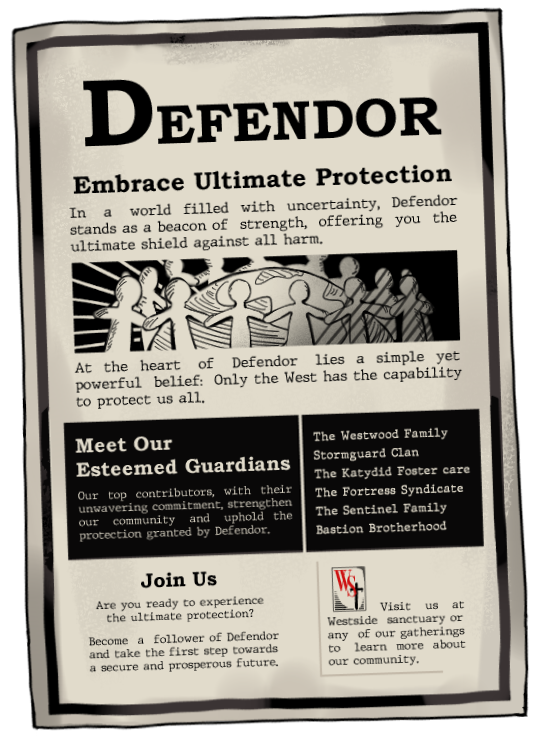 DEFENDOR
Embrace Ultimate Protection
In a world filled with uncertainty, Defendor
stands as a beacon of strength, offering you the
ultimate shield against all harm.
At the heart of Defendor lies a simple yet
powerful belief: Only the West has the capability
to protect us all.
Meet Our
Esteemed Guardians
Our top contributors, with their
unwavering commitment, strengthen
our community and uphold the
protection granted by Defendor.
The Westwood Family
Stormguard Clan
The Katydid Foster care
The Fortress Syndicate
The Sentinel Family
Bastion Brotherhood
Join Us
Are you ready to experience
the ultimate protection?
Become a follower of Defendor
and take the first step towards
a secure and prosperous future.
WS
Visit us at
Westside sanctuary or
any of our gatherings
to learn more about
our community.